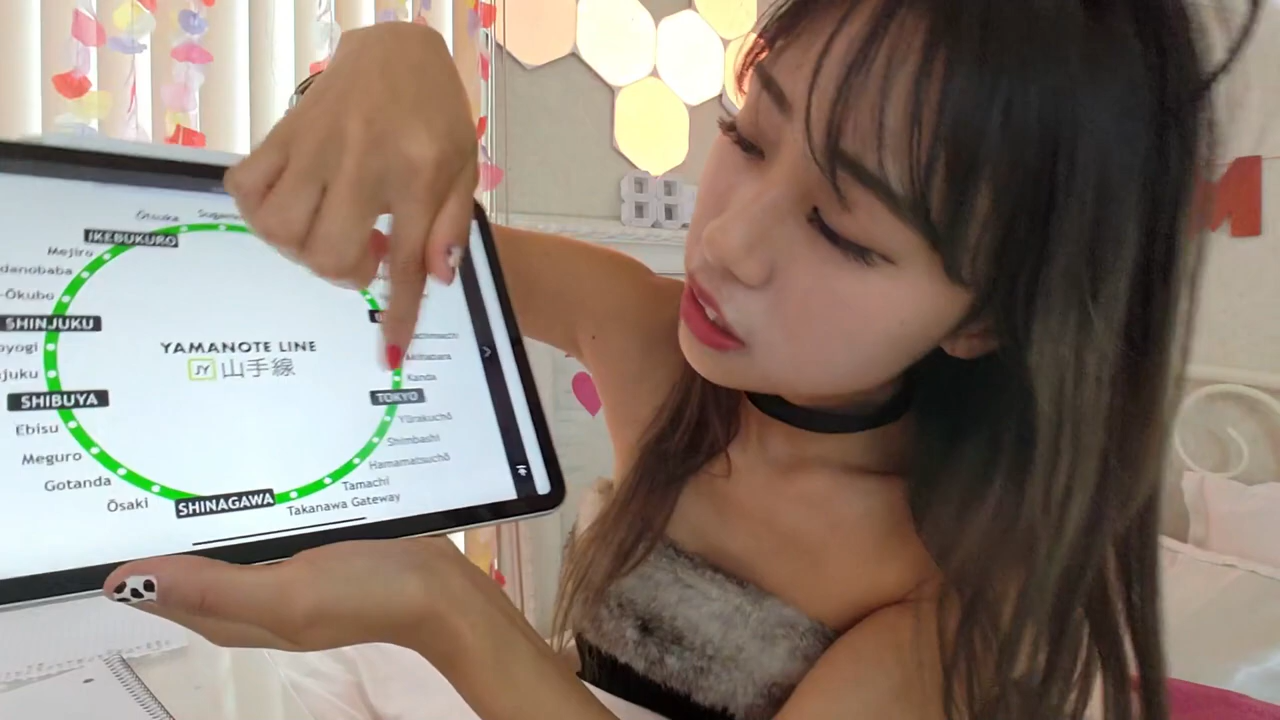 Ōtsuka
IKEBUKURO
Mejiro
danobaba
-Ōkubo
SHINJUKU
oyogi
ajuku
SHIBUYA
Ebisu
Meguro
Gotanda
Ōsaki
SHINAGAWA
Takanawa Gateway
Tamachi
Hamamatsuchō
Shimbashi
Yūrakuchō
TOKYO
Kanda
Akihabara
YAMANOTE LINE
JY 山手線
M